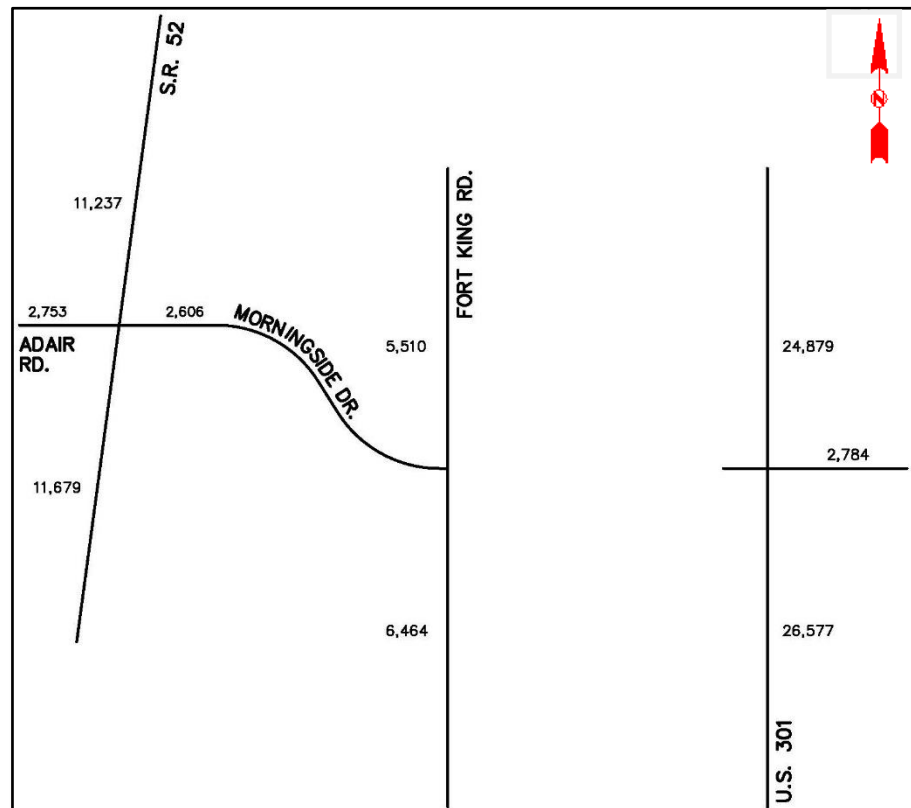 S.R. 52
N
11,237
2,753
2,606
ADAIR
RD.
MORNINGSIDE DR.
FORT KING RD.
5,510
24,879
2,784
11,679
6,464
26,577
U.S. 301